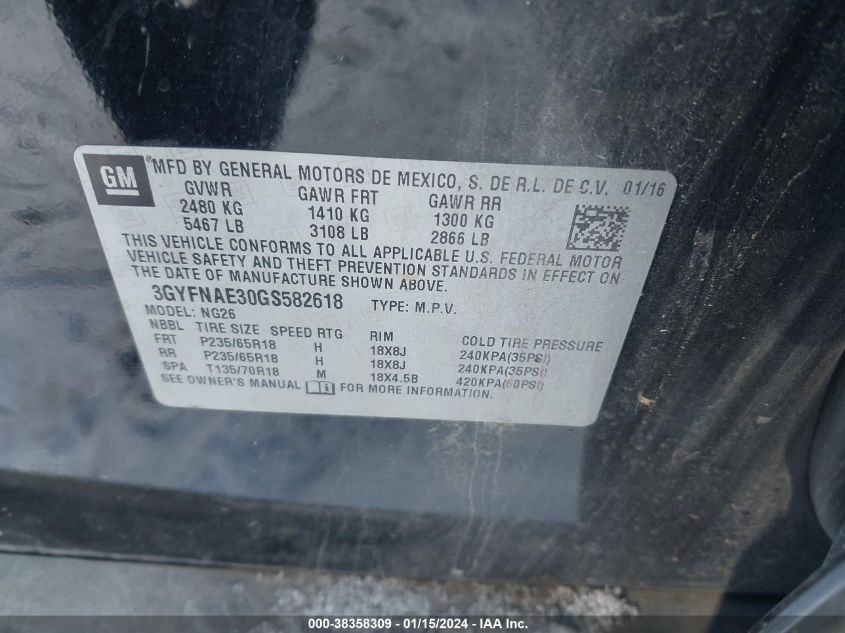 GM
MFD BY GENERAL MOTORS DE MEXICO, S. DE R.L. DE C.V. 01/16
GVWR GAWR FRT GAWR RR
2480 KG 1410 KG 1300 KG
5467 LB 3108 LB 2866 LB
THIS VEHICLE CONFORMS TO ALL APPLICABLE U.S. FEDERAL MOTOR
VEHICLE SAFETY AND THEFT PREVENTION STANDARDS IN EFFECT ON
THE DATE OF MANUFACTURE SHOWN ABOVE.
3GYFNAE30GS582618 TYPE: M.P.V.
MODEL: NG26
NBBL TIRE SIZE SPEED RTG RIM COLD TIRE PRESSURE
FRT P235/65R18 H 18X8J 240KPA(35PSI)
RR P235/65R18 H 18X8J 240KPA(35PSI)
SPA T135/70R18 M 18X4.5B 420KPA(60PSI)
SEE OWNER'S MANUAL FOR MORE INFORMATION.
000-38358309 - 01/15/2024 - IAA Inc.